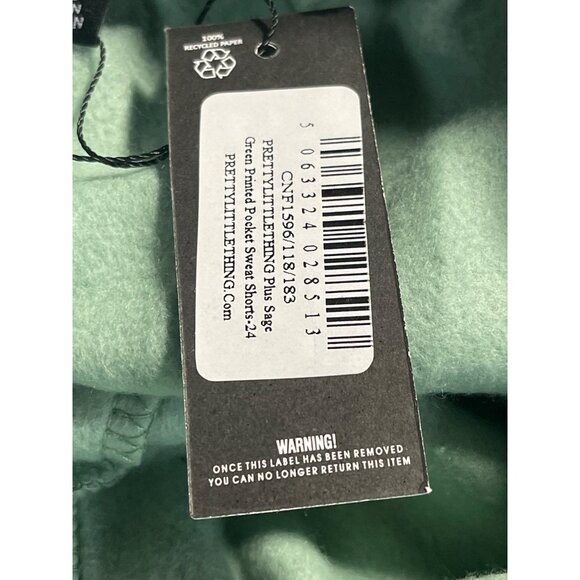 100%
RECYCLED PAPER
5 063324 028513
CNF1596/118/183
PRETTYLITTLETHING Plus Sage
Green Printed Pocket Sweat Shorts-24
PRETTYLITTLETHING.Com
WARNING!
ONCE THIS LABEL HAS BEEN REMOVED
YOU CAN NO LONGER RETURN THIS ITEM